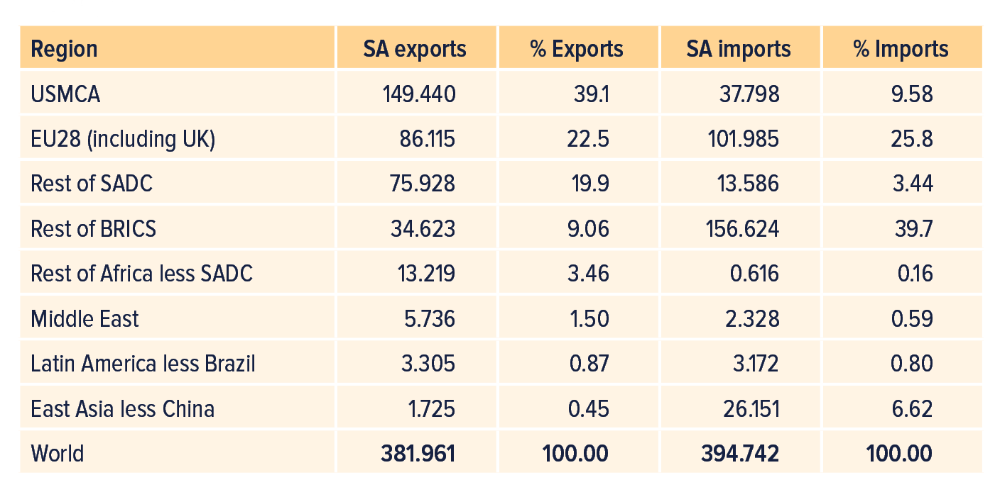 Region SA exports % Exports SA imports % Imports
USMCA 149.440 39.1 37.798 9.58
EU28 (including UK) 86.115 22.5 101.985 25.8
Rest of SADC 75.928 19.9 13.586 3.44
Rest of BRICS 34.623 9.06 156.624 39.7
Rest of Africa less SADC 13.219 3.46 0.616 0.16
Middle East 5.736 1.50 2.328 0.59
Latin America less Brazil 3.305 0.87 3.172 0.80
East Asia less China 1.725 0.45 26.151 6.62
World 381.961 100.00 394.742 100.00